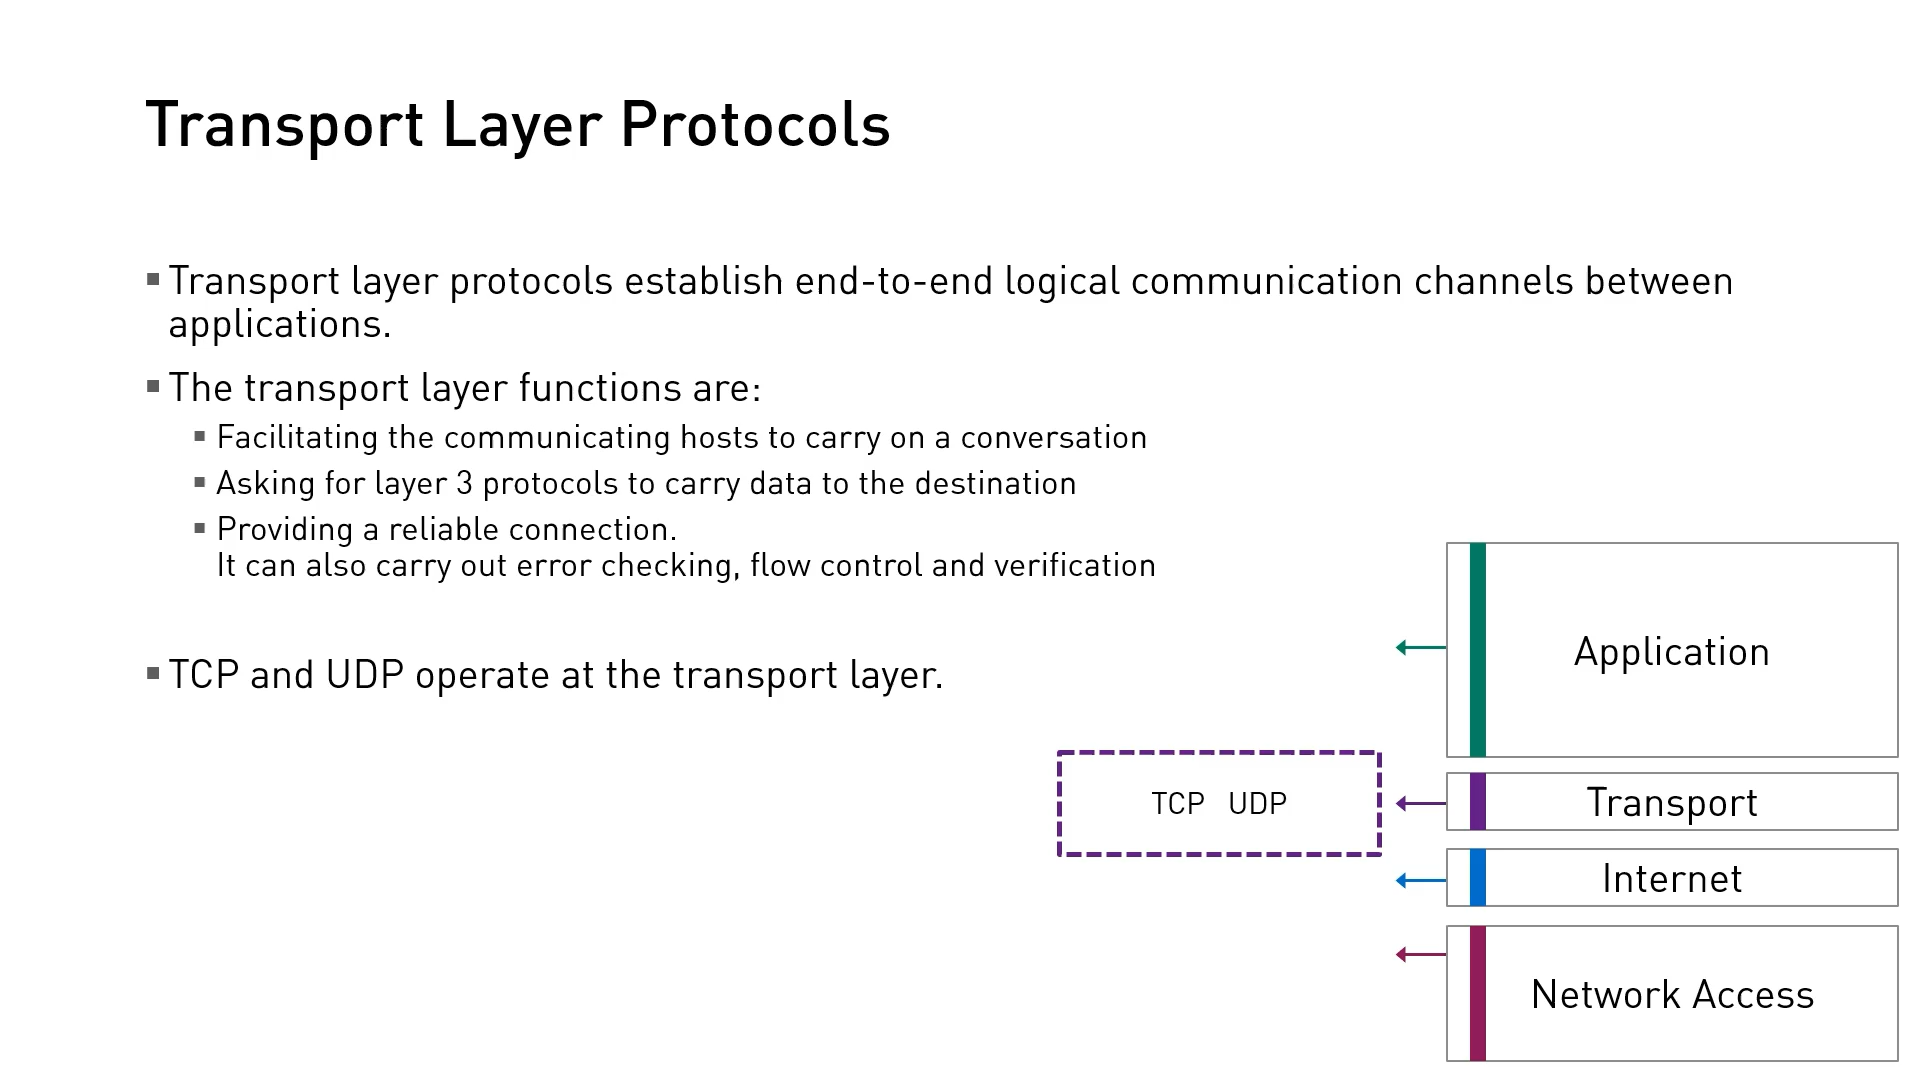 Transport Layer Protocols
Transport layer protocols establish end-to-end logical communication channels between
applications.
The transport layer functions are:
Facilitating the communicating hosts to carry on a conversation
Asking for layer 3 protocols to carry data to the destination
Providing a reliable connection.
It can also carry out error checking, flow control and verification
TCP and UDP operate at the transport layer.
Application
TCP UDP
Transport
Internet
Network Access